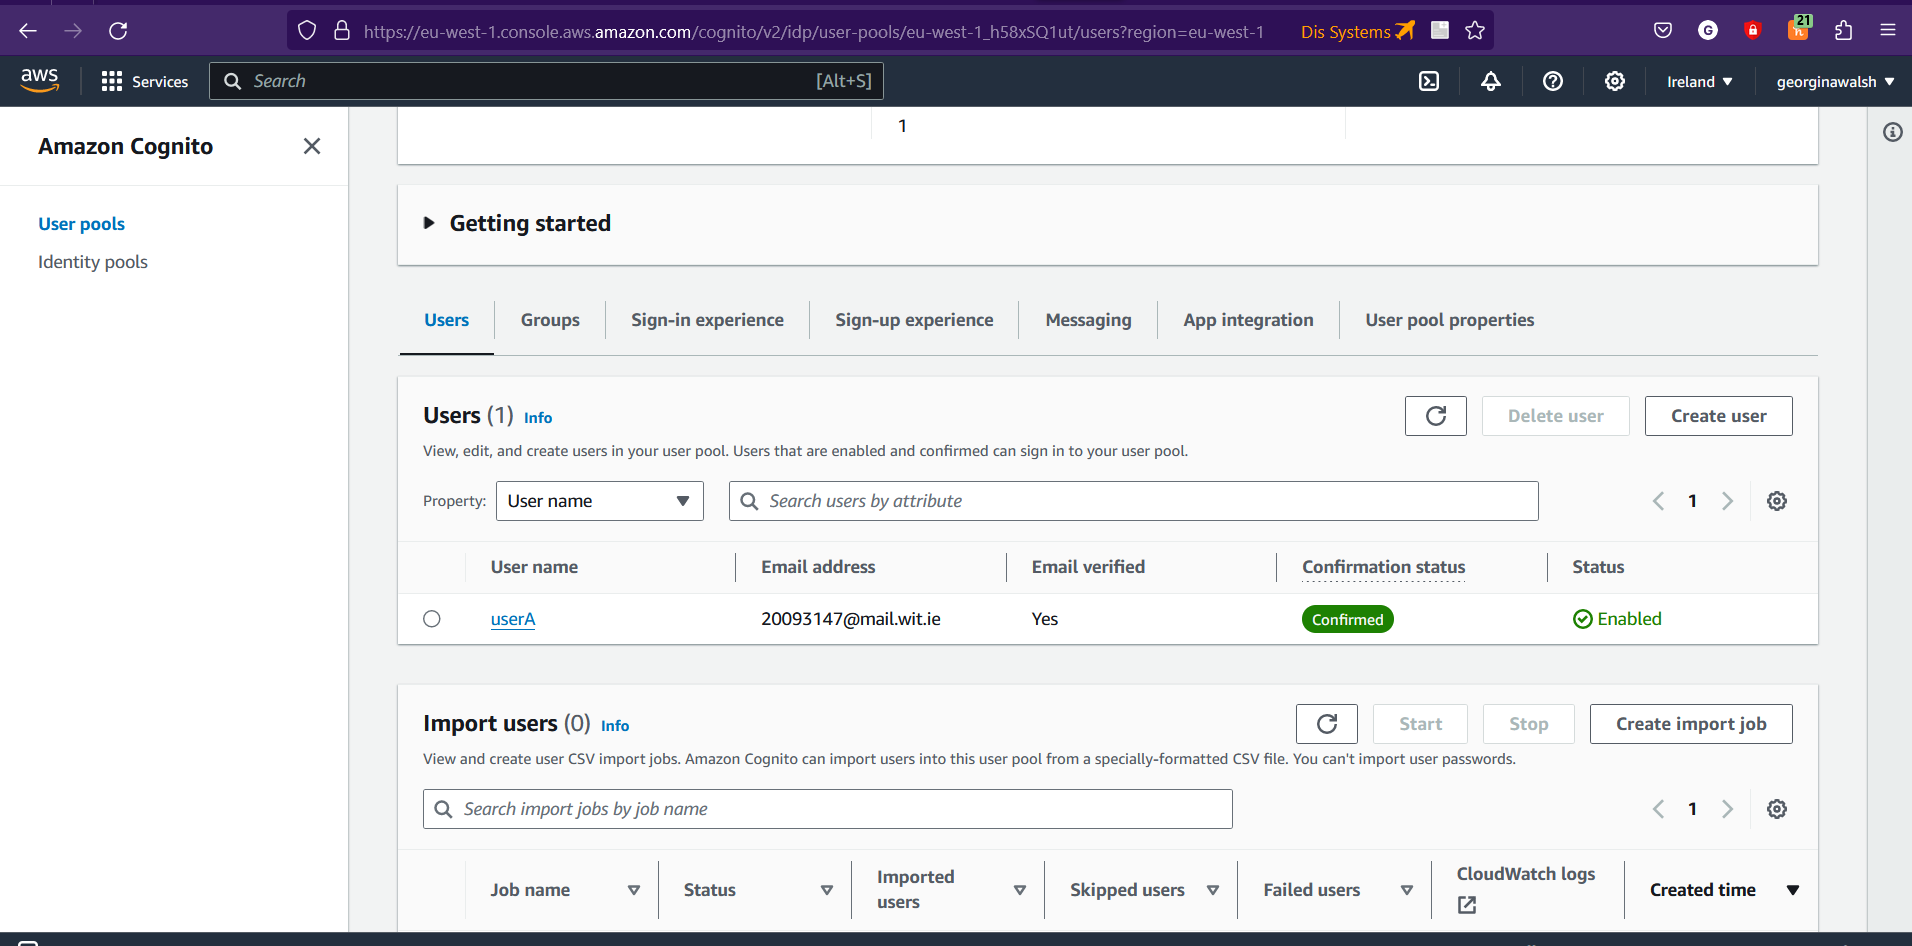 https://eu-west-1.console.aws.amazon.com/cognito/v2/idp/user-pools/eu-west-1_h58xSQ1ut/users?region=eu-west-1 Dis Systems
G
21
aws Services Search [Alt+S] Ireland georginawalsh
Amazon Cognito
User pools
Identity pools
1
Getting started
Users Groups Sign-in experience Sign-up experience Messaging App integration User pool properties
Users (1) Info Delete user Create user
View, edit, and create users in your user pool. Users that are enabled and confirmed can sign in to your user pool.
Property: User name Search users by attribute 1
User name Email address Email verified Confirmation status Status
userA 20093147@mail.wit.ie Yes Confirmed Enabled
Import users (0) Info Start Stop Create import job
View and create user CSV import jobs. Amazon Cognito can import users into this user pool from a specially-formatted CSV file. You can't import user passwords.
Search import jobs by job name 1
Job name Status Imported users Skipped users Failed users CloudWatch logs Created time